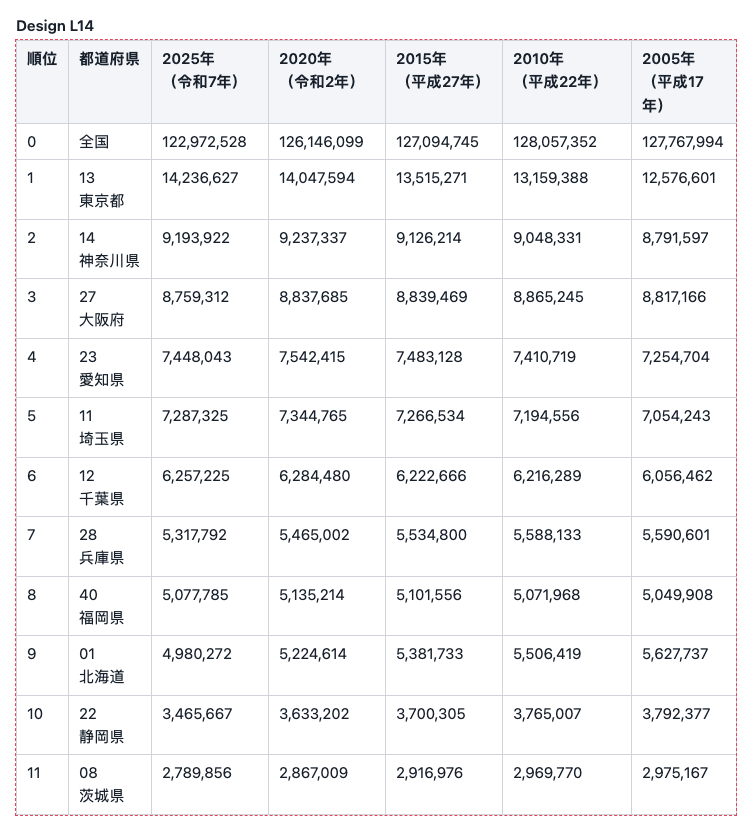 Design L14
順位 都道府県 2025年（令和7年） 2020年（令和2年） 2015年（平成27年） 2010年（平成22年） 2005年（平成17年）
0 全国 122,972,528 126,146,099 127,094,745 128,057,352 127,767,994
1 13 東京都 14,236,627 14,047,594 13,515,271 13,159,388 12,576,601
2 14 神奈川県 9,193,922 9,237,337 9,126,214 9,048,331 8,791,597
3 27 大阪府 8,759,312 8,837,685 8,839,469 8,865,245 8,817,166
4 23 愛知県 7,448,043 7,542,415 7,483,128 7,410,719 7,254,704
5 11 埼玉県 7,287,325 7,344,765 7,266,534 7,194,556 7,054,243
6 12 千葉県 6,257,225 6,284,480 6,222,666 6,216,289 6,056,462
7 28 兵庫県 5,317,792 5,465,002 5,534,800 5,588,133 5,590,601
8 40 福岡県 5,077,785 5,135,214 5,101,556 5,071,968 5,049,908
9 01 北海道 4,980,272 5,224,614 5,381,733 5,506,419 5,627,737
10 22 静岡県 3,465,667 3,633,202 3,700,305 3,765,007 3,792,377
11 08 茨城県 2,789,856 2,867,009 2,916,976 2,969,770 2,975,167